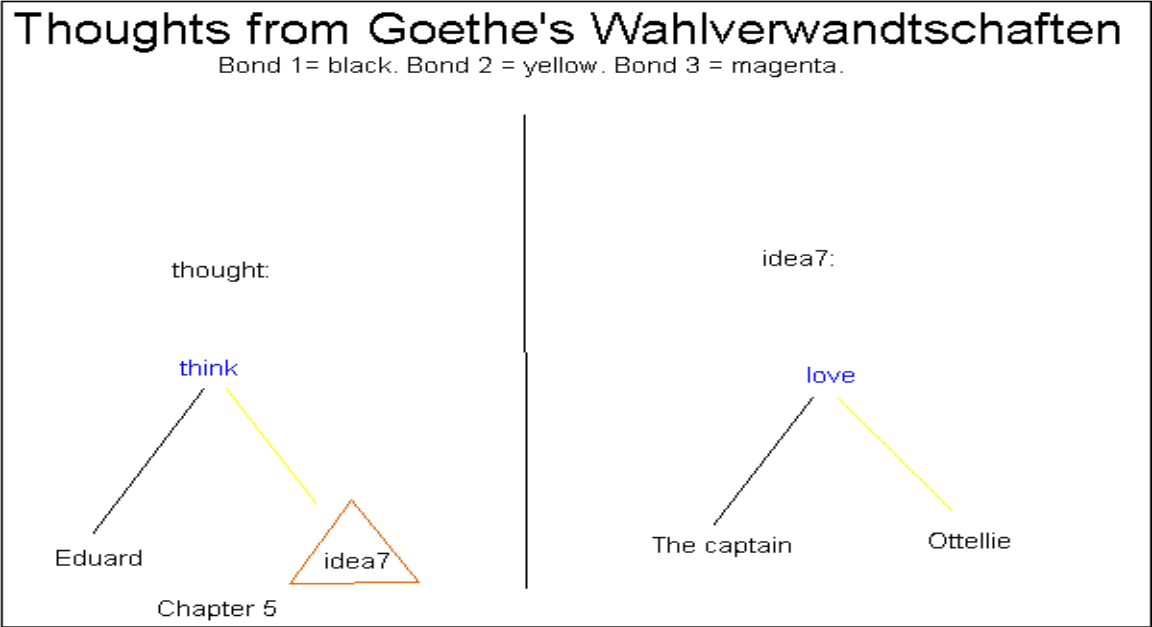 Thoughts from Goethe's Wahlverwandtschaften
Bond 1= black. Bond 2 = yellow. Bond 3 = magenta.
thought:
think
Eduard
idea7
Chapter 5
idea7:
love
The captain
Ottellie